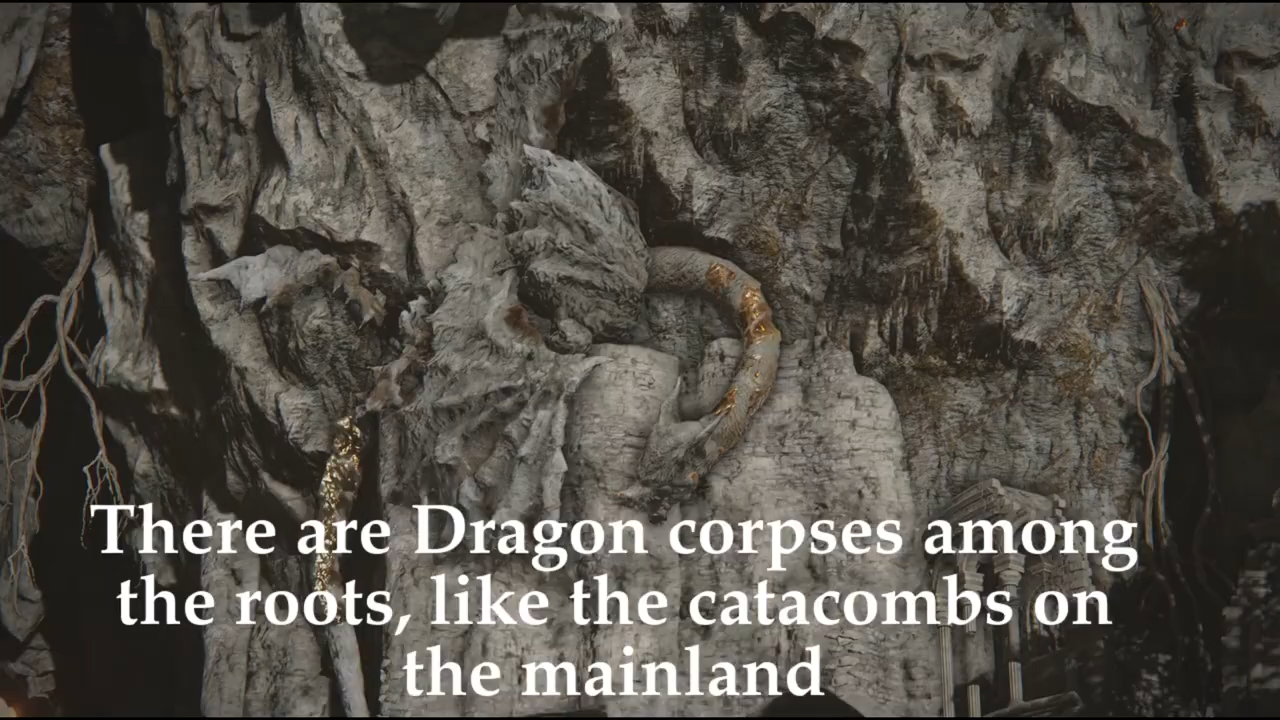 There are Dragon corpses among
the roots, like the catacombs on
the mainland